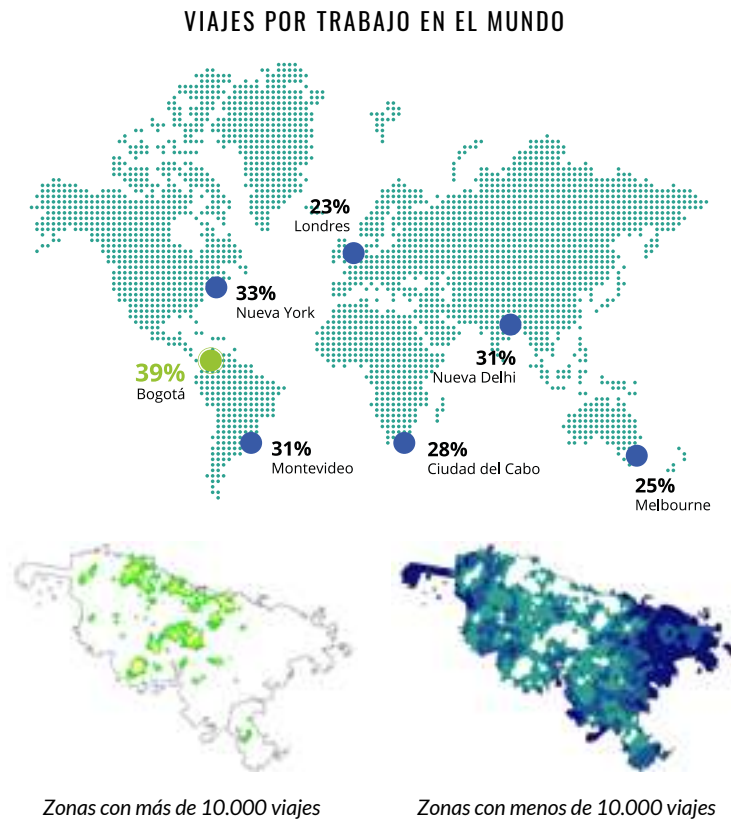 VIAJES POR TRABAJO EN EL MUNDO
23%
Londres
33%
Nueva York
31%
Nueva Delhi
39%
Bogotá
31%
Montevideo
28%
Ciudad del Cabo
25%
Melbourne
Zonas con más de 10.000 viajes
Zonas con menos de 10.000 viajes